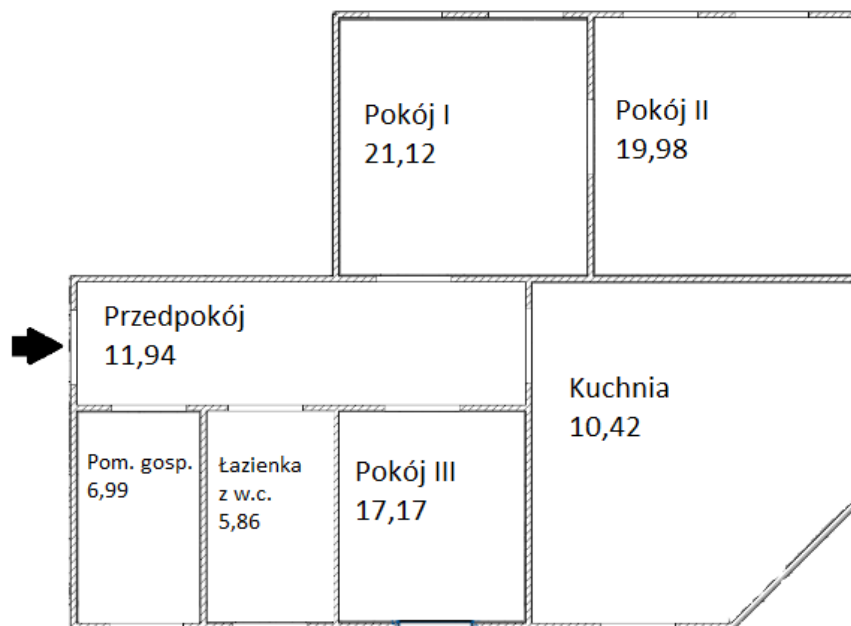 Pokój I
21,12
Pokój II
19,98
Przedpokój
11,94
Kuchnia
10,42
Pom. gosp.
6,99
Łazienka
z w.c.
5,86
Pokój III
17,17